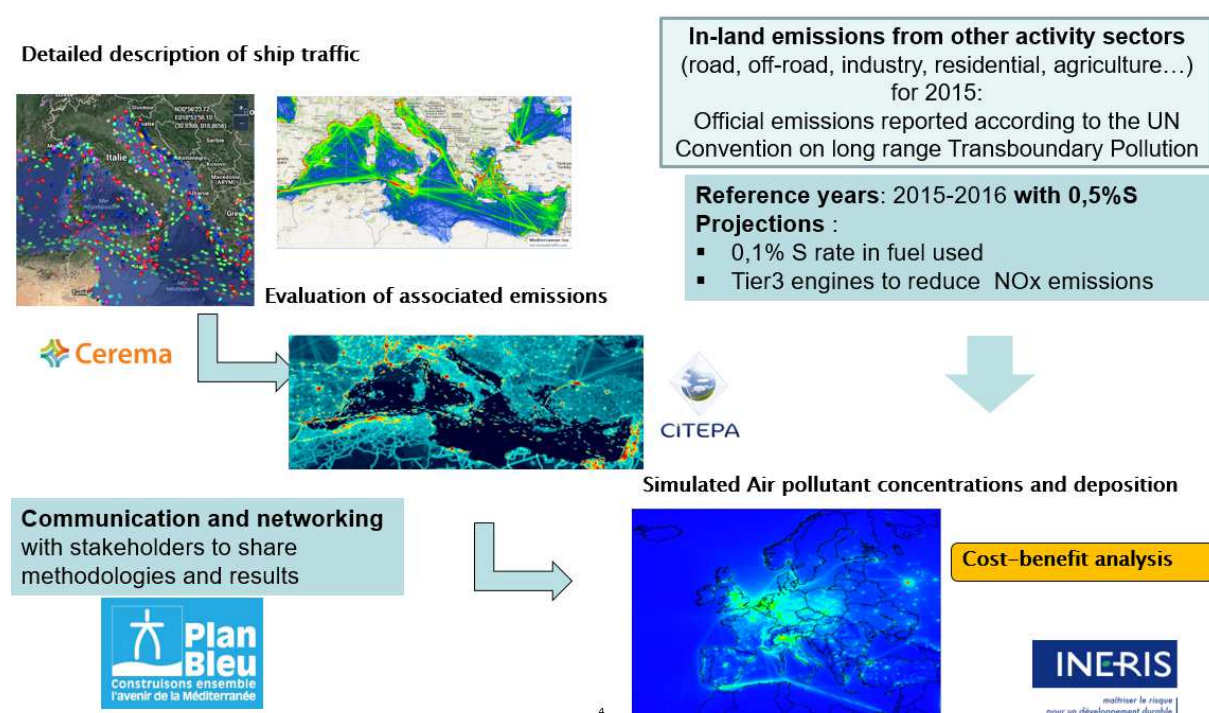 Detailed description of ship traffic
Italie
Evaluation of associated emissions
Cerema
CITEPA
In-land emissions from other activity sectors
(road, off-road, industry, residential, agriculture…)
for 2015:
Official emissions reported according to the UN
Convention on long range Transboundary Pollution
Reference years: 2015-2016 with 0,5%S
Projections :
▪ 0,1% S rate in fuel used
▪ Tier3 engines to reduce NOx emissions
Simulated Air pollutant concentrations and deposition
Communication and networking
with stakeholders to share
methodologies and results
Cost-benefit analysis
Plan
Bleu
Construisons ensemble
l'avenir de la Méditerranée
INERIS
maîtriser le risque
pour un développement durable
4